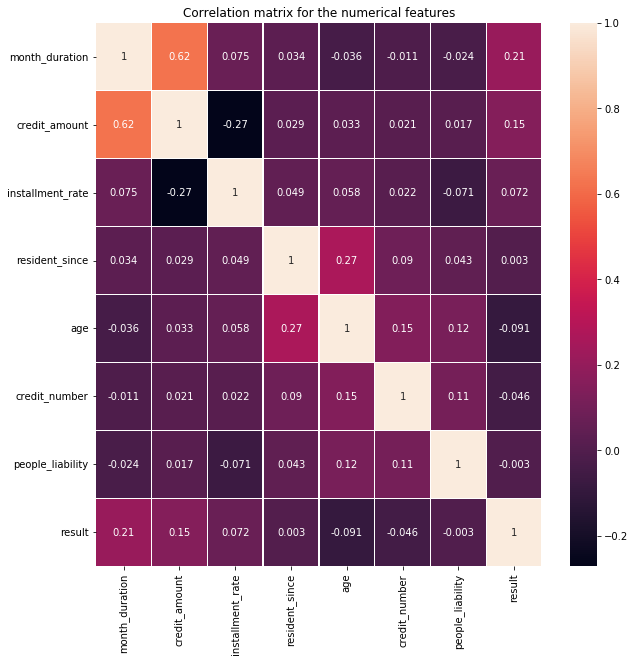 Correlation matrix for the numerical features
month_duration 1 0.62 0.075 0.034 -0.036 -0.011 -0.024 0.21
credit_amount 0.62 1 -0.27 0.029 0.033 0.021 0.017 0.15
installment_rate 0.075 -0.27 1 0.049 0.058 0.022 -0.071 0.072
resident_since 0.034 0.029 0.049 1 0.27 0.09 0.043 0.003
age -0.036 0.033 0.058 0.27 1 0.15 0.12 -0.091
credit_number -0.011 0.021 0.022 0.09 0.15 1 0.11 -0.046
people_liability -0.024 0.017 -0.071 0.043 0.12 0.11 1 -0.003
result 0.21 0.15 0.072 0.003 -0.091 -0.046 -0.003 1
month_duration credit_amount installment_rate resident_since age credit_number people_liability result
1.0
0.8
0.6
0.4
0.2
0.0
−0.2